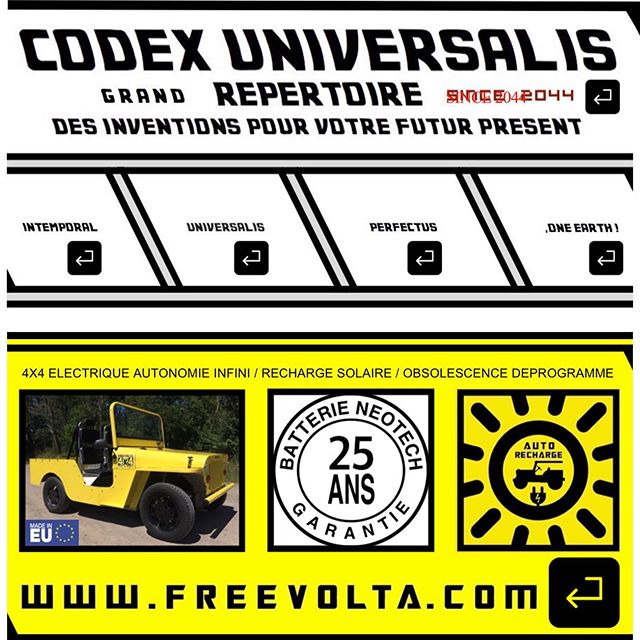 CODEX UNIVERSALIS
GRAND REPERTOIRE SINCE 2044 SINCE 2044
DES INVENTIONS POUR VOTRE FUTUR PRESENT
INTEMPORAL UNIVERSALIS PERFECTUS ,ONE EARTH !
4X4 ELECTRIQUE AUTONOMIE INFINI / RECHARGE SOLAIRE / OBSOLESCENCE DEPROGRAMME
MADE IN
EU
BATTERIE NEOTECH
25
ANS
GARANTIE
AUTO
RECHARGE
WWW.FREEVOLTA.COM